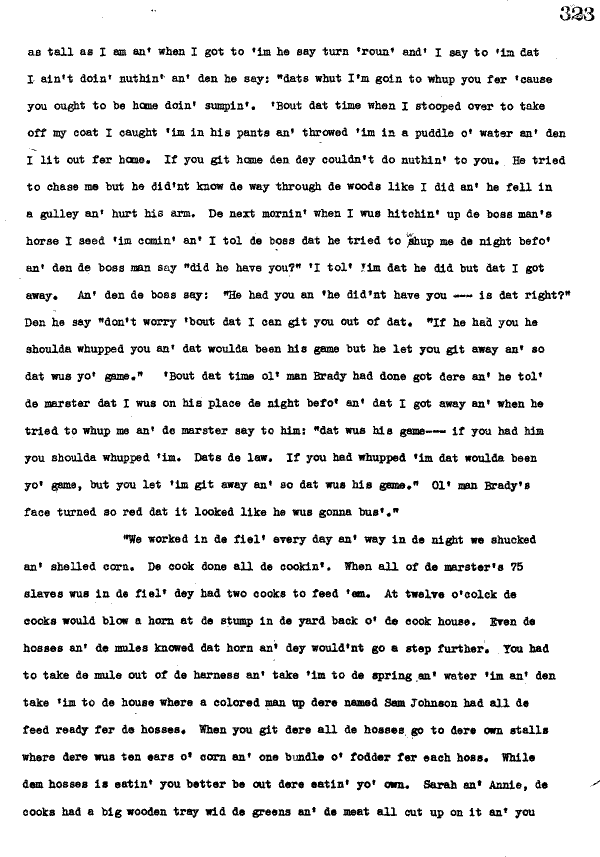 323
as tall as I am an' when I got to 'im he say turn 'roun' and' I say to 'im dat
I ain't doin' nuthin' an' den he say: "dats whut I'm goin to whup you fer 'cause
you ought to be home doin' sumpin'. 'Bout dat time when I stooped over to take
off my coat I caught 'im in his pants an' throwed 'im in a puddle o' water an' den
I lit out fer home. If you git home den dey couldn't do nuthin' to you. He tried
to chase me but he did'nt know de way through de woods like I did an' he fell in
a gulley an' hurt his arm. De next mornin' when I wus hitchin' up de boss man's
horse I seed 'im comin' an' I tol de boss dat he tried to whup me de night befo'
an' den de boss man say "did he have you?" 'I tol' 'im dat he did but dat I got
away. An' den de boss say: "He had you an 'he did'nt have you --- is dat right?"
Den he say "don't worry 'bout dat I can git you out of dat. "If he had you he
shoulda whupped you an' dat woulda been his game but he let you git away an' so
dat wus yo' game." 'Bout dat time ol' man Brady had done got dere an' he tol'
de marster dat I wus on his place de night befo' an' dat I got away an' when he
tried to whup me an' de marster say to him: "dat wus his game--- if you had him
you shoulda whupped 'im. Dats de law. If you had whupped 'im dat woulda been
yo' game, but you let 'im git away an' so dat wus his game." Ol' man Brady's
face turned so red dat it looked like he wus gonna bus'."
"We worked in de fiel' every day an' way in de night we shucked
an' shelled corn. De cook done all de cookin'. When all of de marster's 75
slaves wus in de fiel' dey had two cooks to feed 'em. At twelve o'colck de
cooks would blow a horn at de stump in de yard back o' de cook house. Even de
hosses an' de mules knowed dat horn an' dey would'nt go a step further. You had
to take de mule out of de harness an' take 'im to de spring an' water 'im an' den
take 'im to de house where a colored man up dere named Sam Johnson had all de
feed ready fer de hosses. When you git dere all de hosses go to dere own stalls
where dere wus ten ears o' corn an' one bundle o' fodder fer each hoss. While
dem hosses is eatin' you better be out dere eatin' yo' own. Sarah an' Annie, de
cooks had a big wooden tray wid de greens an' de meat all cut up on it an' you